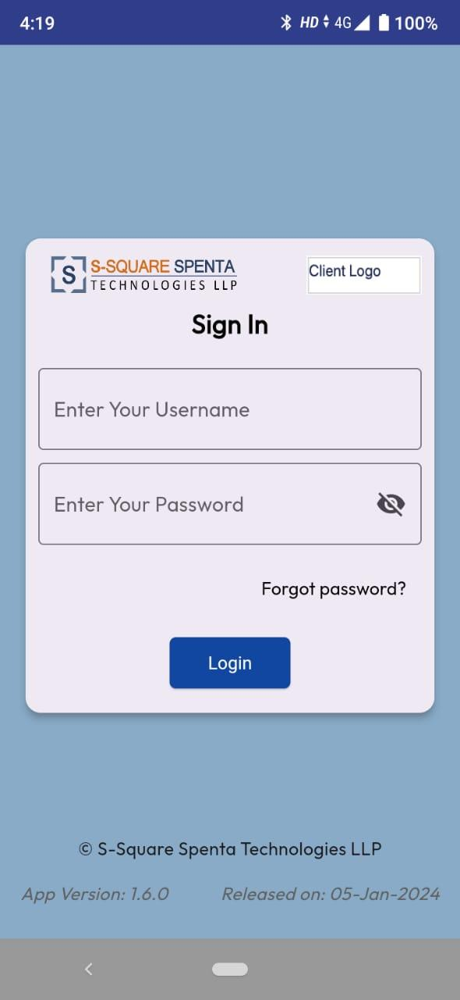 4:19 HD 4G 100%
S S-SQUARE SPENTA
TECHNOLOGIES LLP
Client Logo
Sign In
Enter Your Username
Enter Your Password
Forgot password?
Login
© S-Square Spenta Technologies LLP
App Version: 1.6.0 Released on: 05-Jan-2024